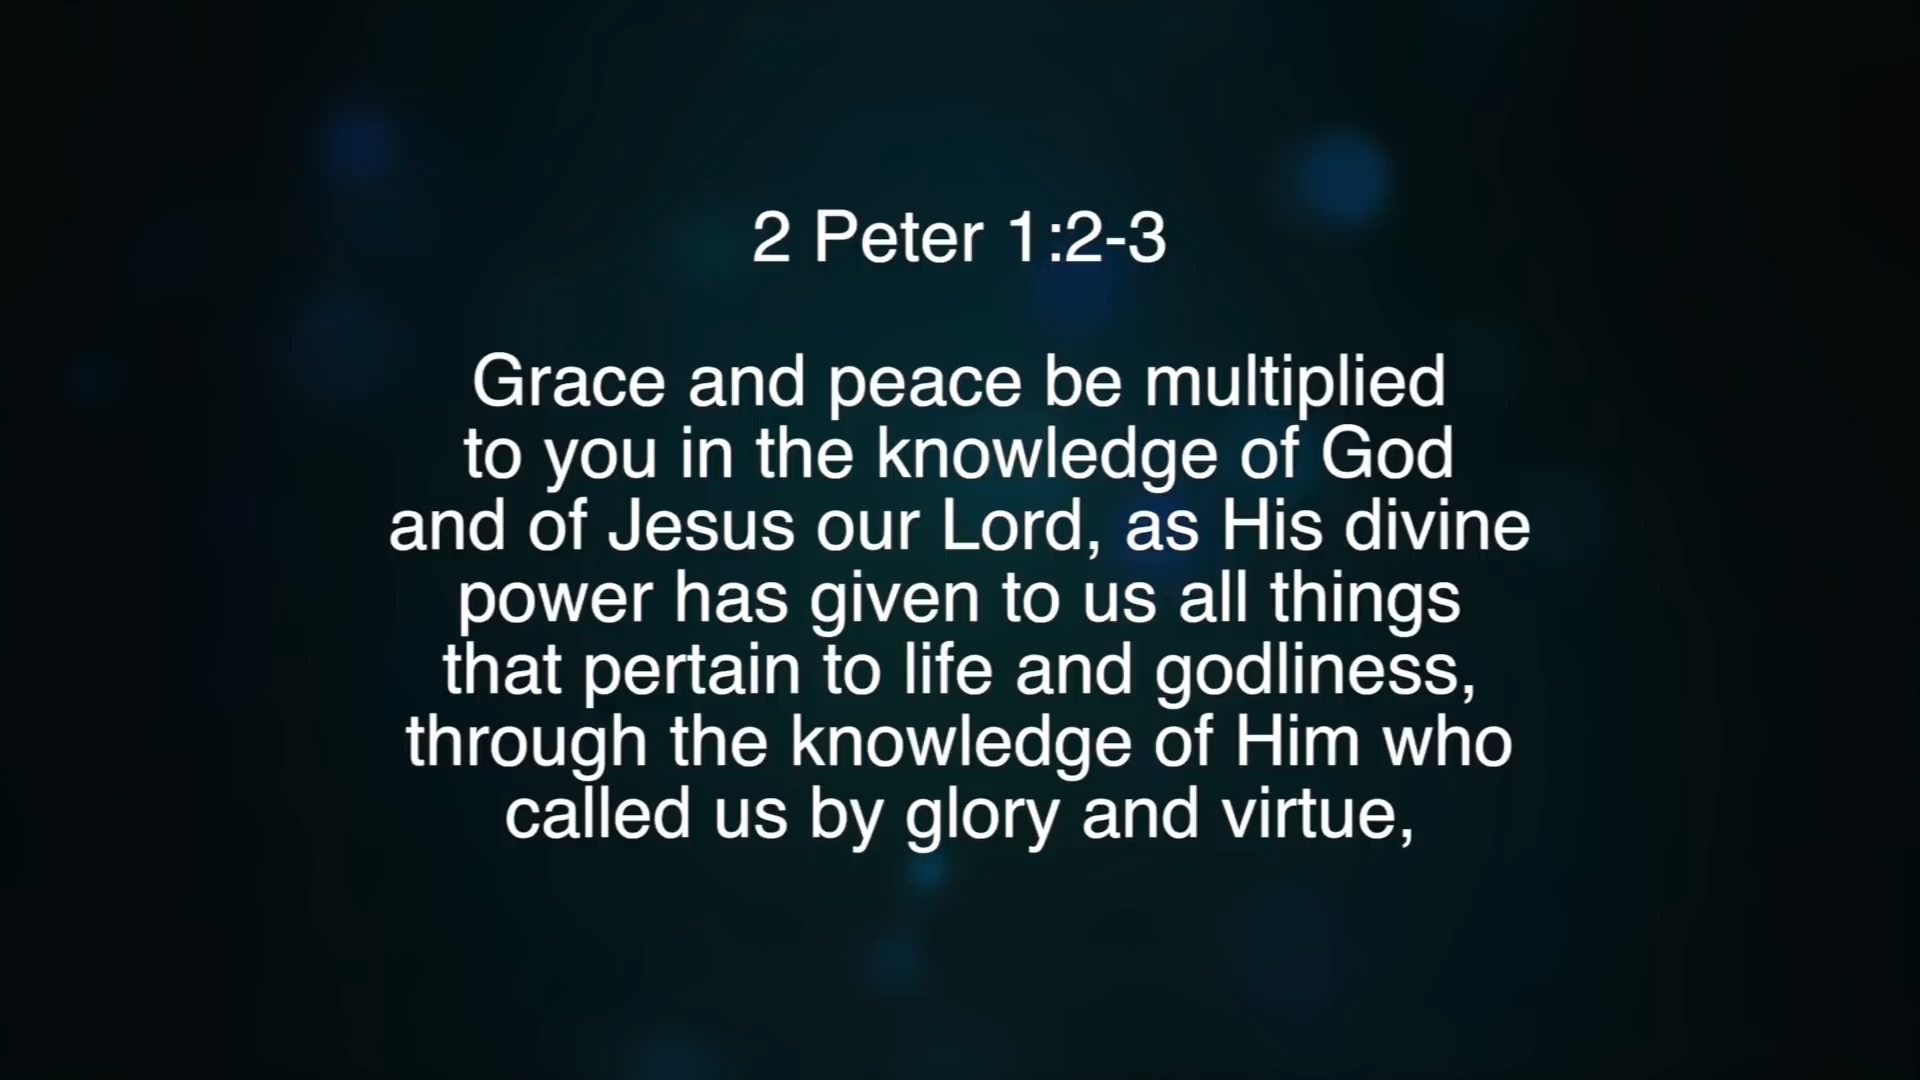 2 Peter 1:2-3
Grace and peace be multiplied
to you in the knowledge of God
and of Jesus our Lord, as His divine
power has given to us all things
that pertain to life and godliness,
through the knowledge of Him who
called us by glory and virtue,